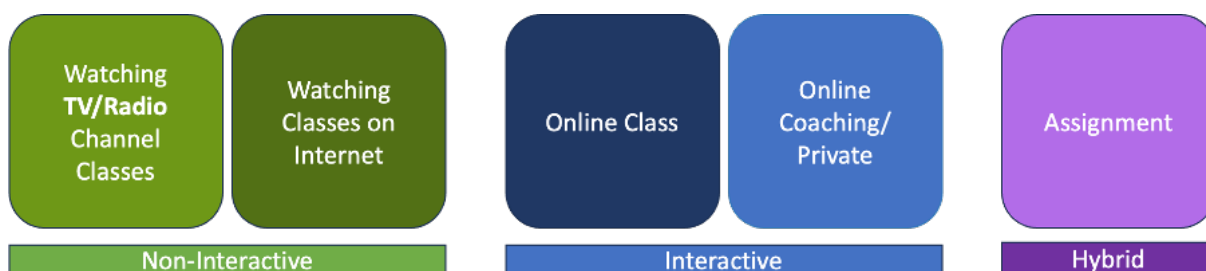 Watching
TV/Radio
Channel
Classes
Watching
Classes on
Internet
Online Class
Online
Coaching/
Private
Assignment
Non-Interactive
Interactive
Hybrid